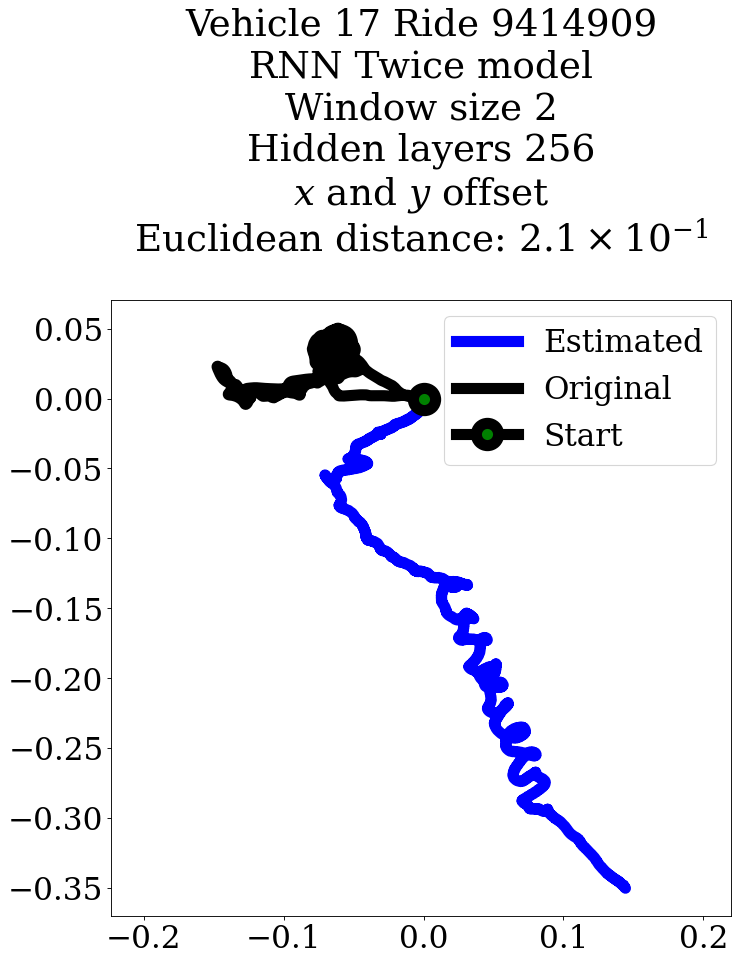 Vehicle 17 Ride 9414909
RNN Twice model
Window size 2
Hidden layers 256
x and y offset
Euclidean distance: 2.1 × 10⁻¹
Estimated
Original
Start
0.05
0.00
−0.05
−0.10
−0.15
−0.20
−0.25
−0.30
−0.35
−0.2
−0.1
0.0
0.1
0.2